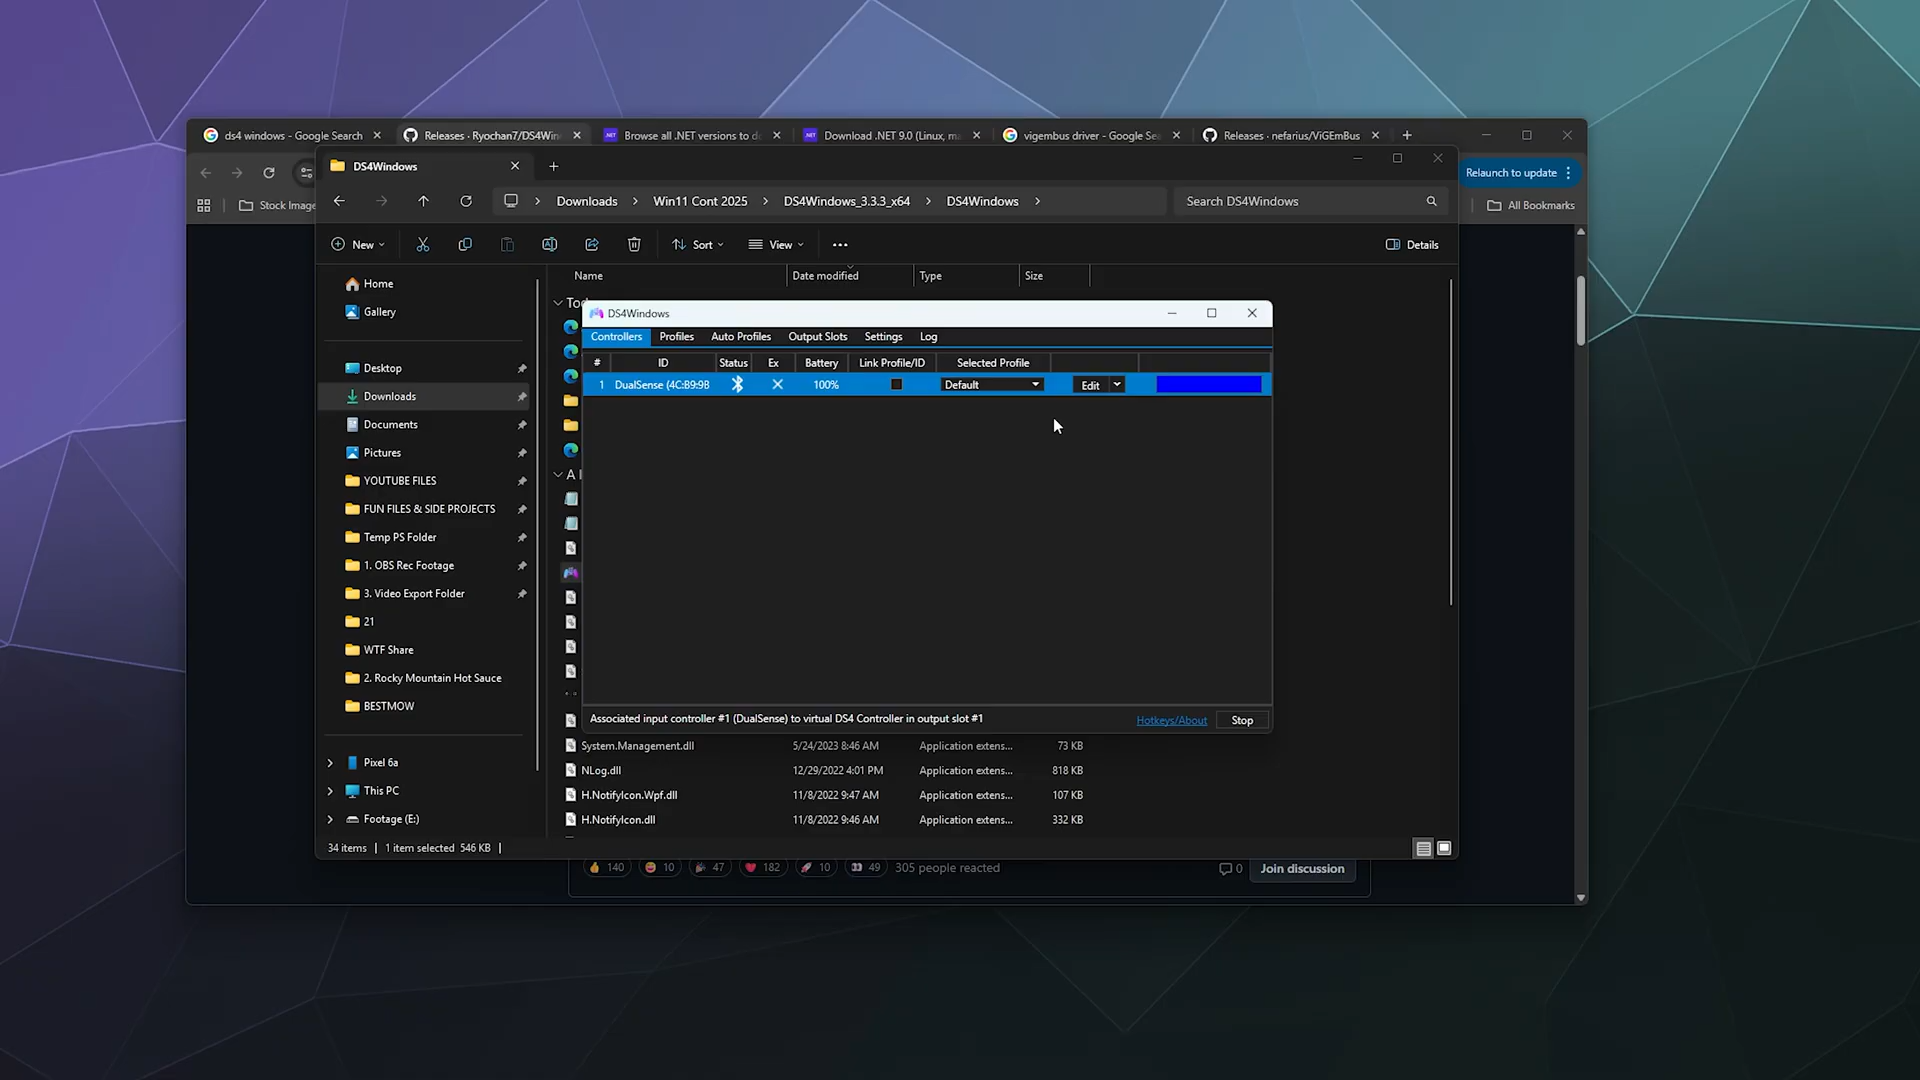 ds4 windows - Google Search
Releases · Ryochan7/DS4Win
Browse all .NET versions to d
Download .NET 9.0 (Linux, ma
vigembus driver - Google Sea
Releases · nefarius/ViGEmBus
DS4Windows
Relaunch to update
Stock Image
Downloads
Win11 Cont 2025
DS4Windows_3.3.3_x64
DS4Windows
Search DS4Windows
All Bookmarks
New
Sort
View
Details
Name
Date modified
Type
Size
Home
Gallery
Desktop
Downloads
Documents
Pictures
YOUTUBE FILES
FUN FILES & SIDE PROJECTS
Temp PS Folder
1. OBS Rec Footage
3. Video Export Folder
21
WTF Share
2. Rocky Mountain Hot Sauce
BESTMOW
Pixel 6a
This PC
Footage (E:)
DS4Windows
Controllers
Profiles
Auto Profiles
Output Slots
Settings
Log
# ID Status Ex Battery Link Profile/ID Selected Profile
1 DualSense (4C:B9:9B 100% Default Edit
Associated input controller #1 (DualSense) to virtual DS4 Controller in output slot #1
Hotkeys/About
Stop
System.Management.dll 5/24/2023 8:46 AM Application extens... 73 KB
NLog.dll 12/29/2022 4:01 PM Application extens... 818 KB
H.NotifyIcon.Wpf.dll 11/8/2022 9:47 AM Application extens... 107 KB
H.NotifyIcon.dll 11/8/2022 9:46 AM Application extens... 332 KB
34 items
1 item selected 546 KB
140 10 47 182 10 49 305 people reacted
0
Join discussion